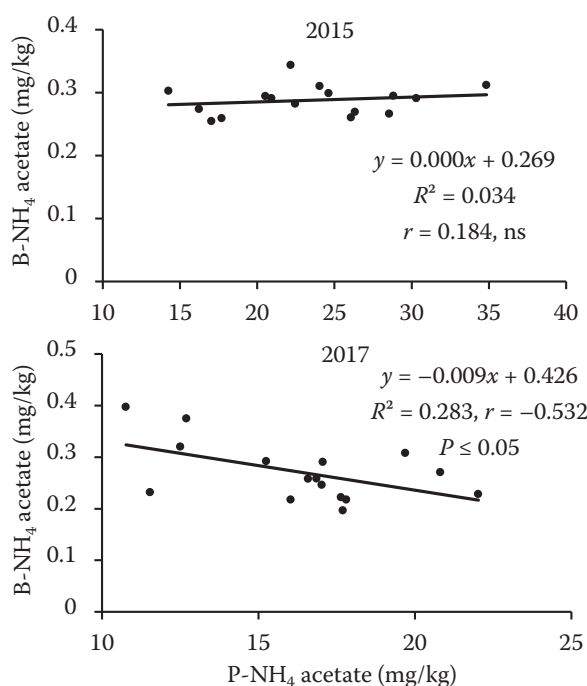 2015
B-NH₄ acetate (mg/kg)
0.4
0.3
0.2
0.1
0
y = 0.000x + 0.269
R² = 0.034
r = 0.184, ns
10 15 20 25 30 35 40
2017
B-NH₄ acetate (mg/kg)
0.5
0.4
0.3
0.2
0.1
0
y = −0.009x + 0.426
R² = 0.283, r = −0.532
P ≤ 0.05
10 15 20 25
P-NH₄ acetate (mg/kg)